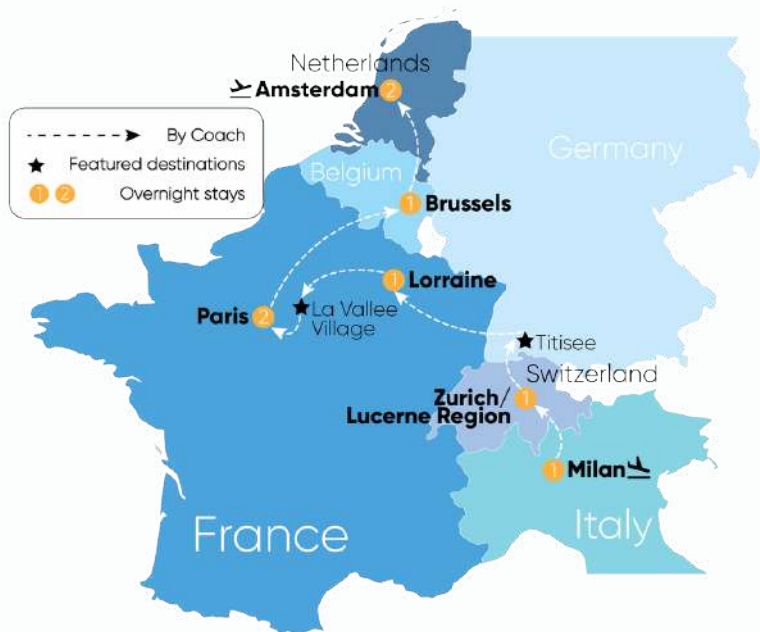 Netherlands
Amsterdam 2
By Coach
Featured destinations
1 2 Overnight stays
Germany
Belgium
1 Brussels
1 Lorraine
Paris 2
La Vallee
Village
Titisee
Switzerland
Zurich/
Lucerne Region 1
1 Milan
France
Italy